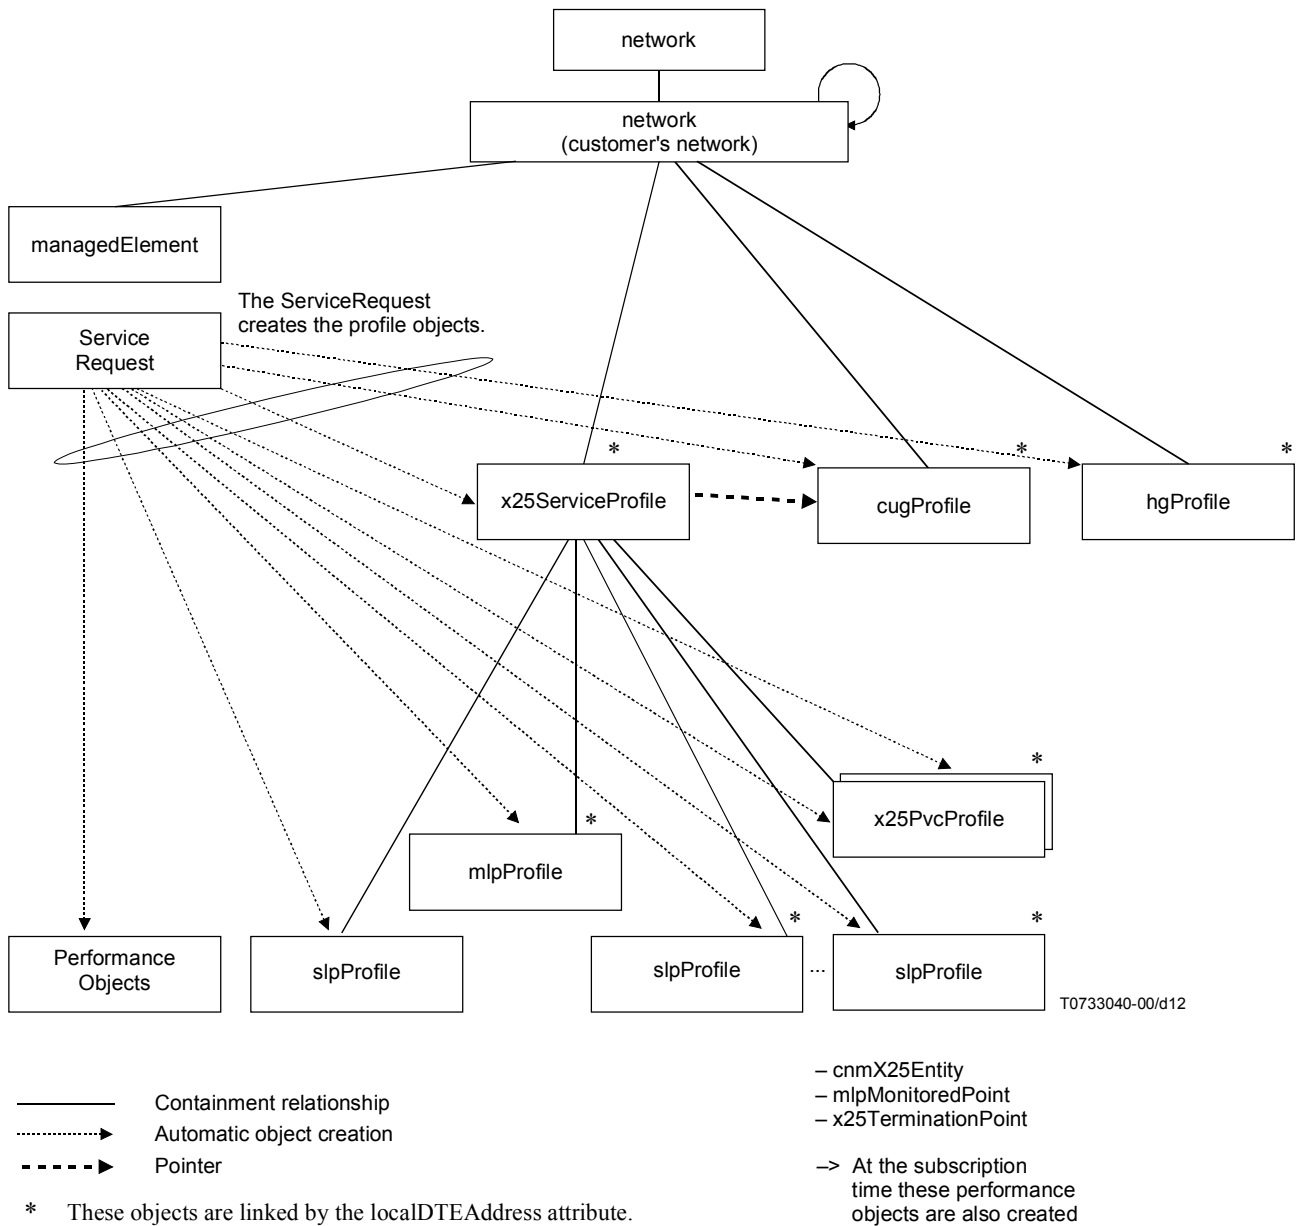 network
network
(customer's network)
managedElement
The ServiceRequest
creates the profile objects.
Service
Request
*
*
*
x25ServiceProfile
cugProfile
hgProfile
*
x25PvcProfile
*
mlpProfile
*
*
Performance
Objects
slpProfile
slpProfile
...
slpProfile
T0733040-00/d12
Containment relationship
Automatic object creation
Pointer
* These objects are linked by the localDTEAddress attribute.
– cnmX25Entity
– mlpMonitoredPoint
– x25TerminationPoint
–> At the subscription
time these performance
objects are also created